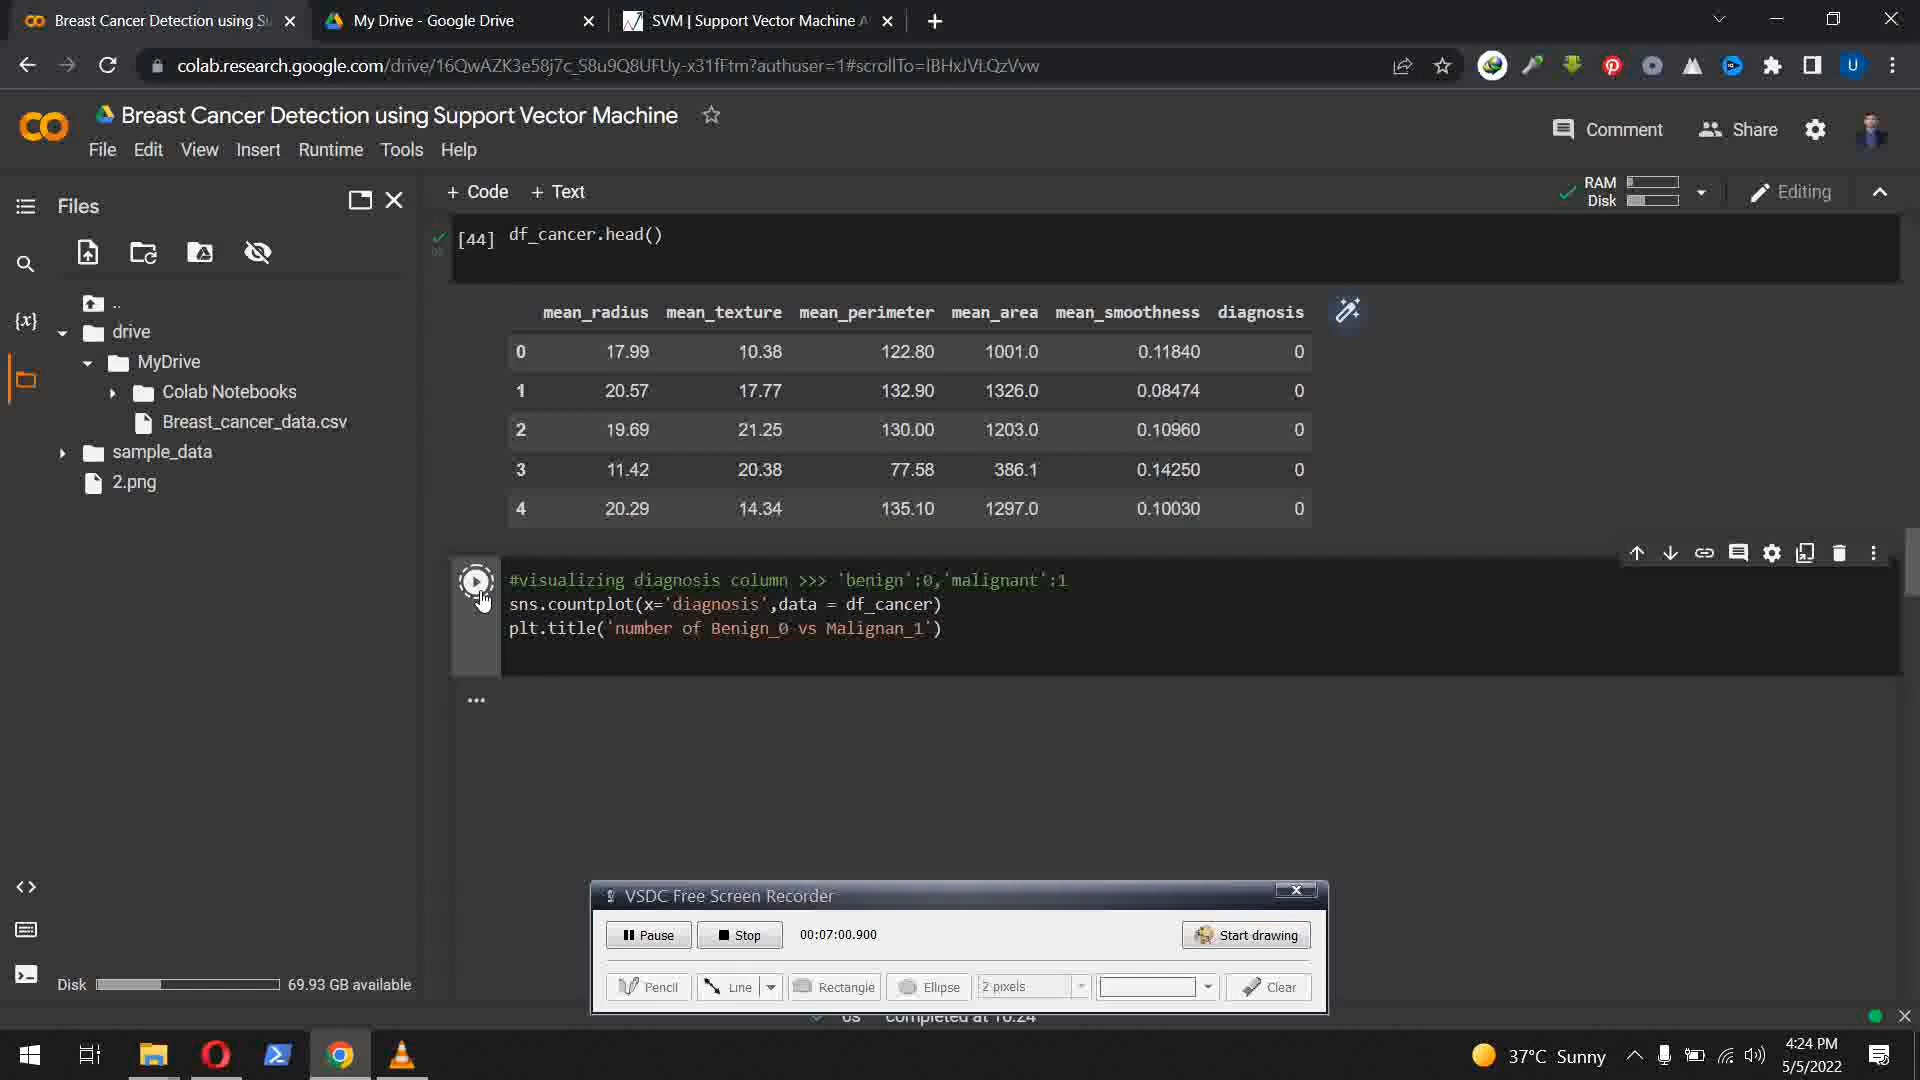 Breast Cancer Detection using Su
My Drive - Google Drive
SVM | Support Vector Machine A
colab.research.google.com/drive/16QwAZK3e58j7c_S8u9Q8UFUy-x31fFtm?authuser=1#scrollTo=lBHxJVLQzVvw
U
CO
Breast Cancer Detection using Support Vector Machine
Comment
Share
File Edit View Insert Runtime Tools Help
Files
+ Code + Text
RAM
Disk
Editing
..
drive
MyDrive
Colab Notebooks
Breast_cancer_data.csv
sample_data
2.png
{x}
[44] df_cancer.head()
0s
mean_radius mean_texture mean_perimeter mean_area mean_smoothness diagnosis
0 17.99 10.38 122.80 1001.0 0.11840 0
1 20.57 17.77 132.90 1326.0 0.08474 0
2 19.69 21.25 130.00 1203.0 0.10960 0
3 11.42 20.38 77.58 386.1 0.14250 0
4 20.29 14.34 135.10 1297.0 0.10030 0
#visualizing diagnosis column >>> 'benign':0,'malignant':1
sns.countplot(x='diagnosis',data = df_cancer)
plt.title('number of Benign_0 vs Malignan_1')
...
VSDC Free Screen Recorder
Pause Stop 00:07:00.900 Start drawing
Pencil Line Rectangle Ellipse 2 pixels Clear
Disk 69.93 GB available
0s completed at 16:24
37°C Sunny
4:24 PM
5/5/2022